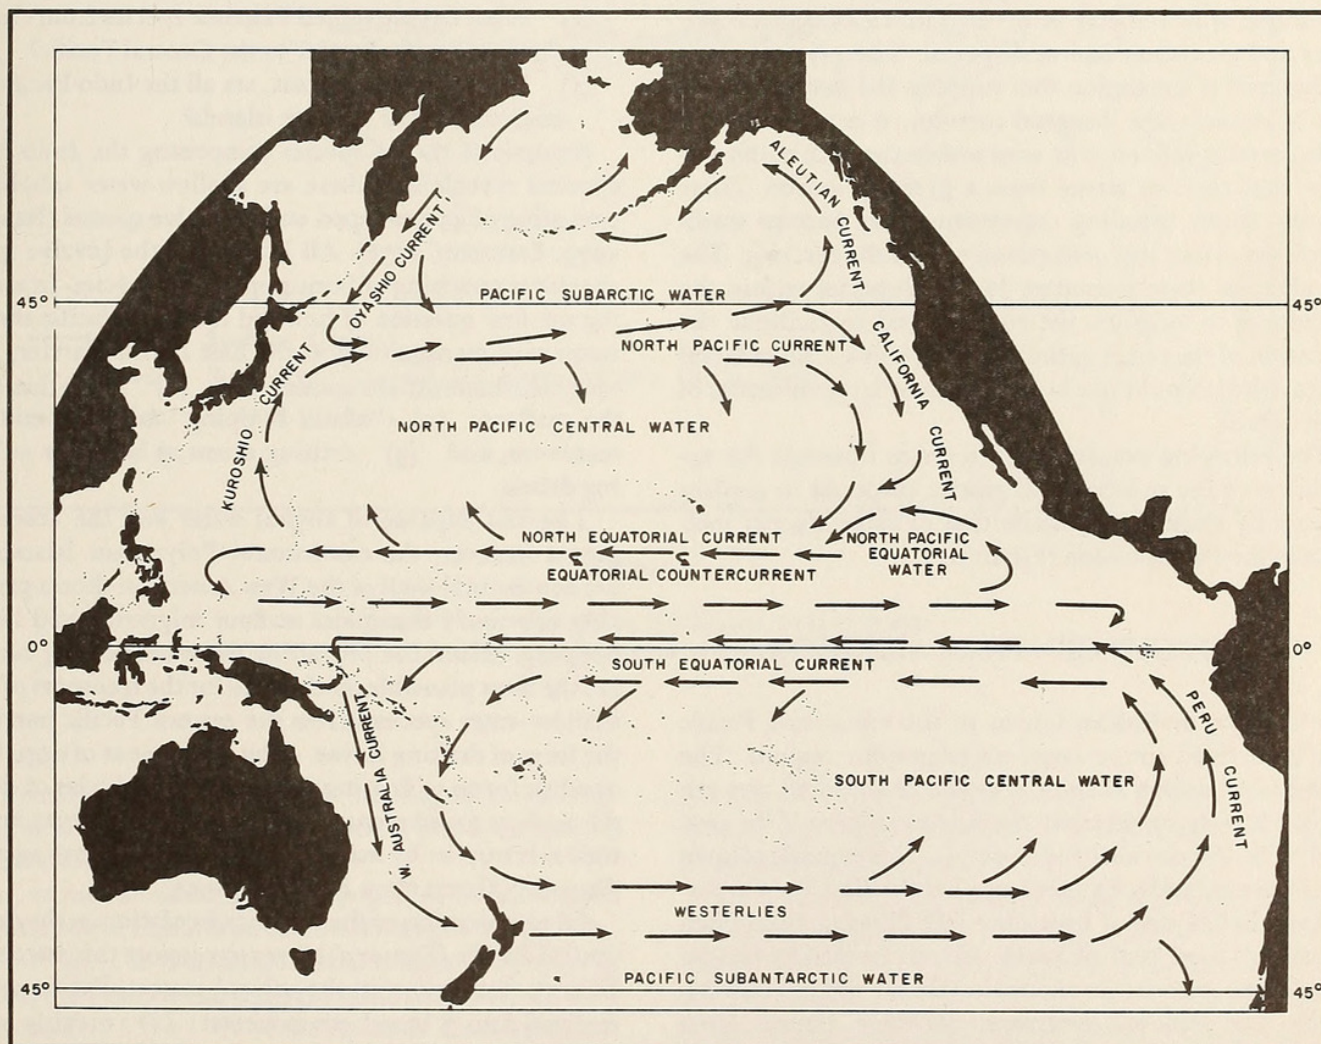 ALEUTIAN CURRENT
OYASHIO CURRENT
45°
PACIFIC SUBARCTIC WATER
45°
NORTH PACIFIC CURRENT
CALIFORNIA CURRENT
KUROSHIO CURRENT
NORTH PACIFIC CENTRAL WATER
NORTH EQUATORIAL CURRENT
NORTH PACIFIC
EQUATORIAL
WATER
EQUATORIAL COUNTERCURRENT
0°
0°
SOUTH EQUATORIAL CURRENT
PERU CURRENT
W. AUSTRALIA CURRENT
SOUTH PACIFIC CENTRAL WATER
WESTERLIES
PACIFIC SUBANTARCTIC WATER
45°
45°